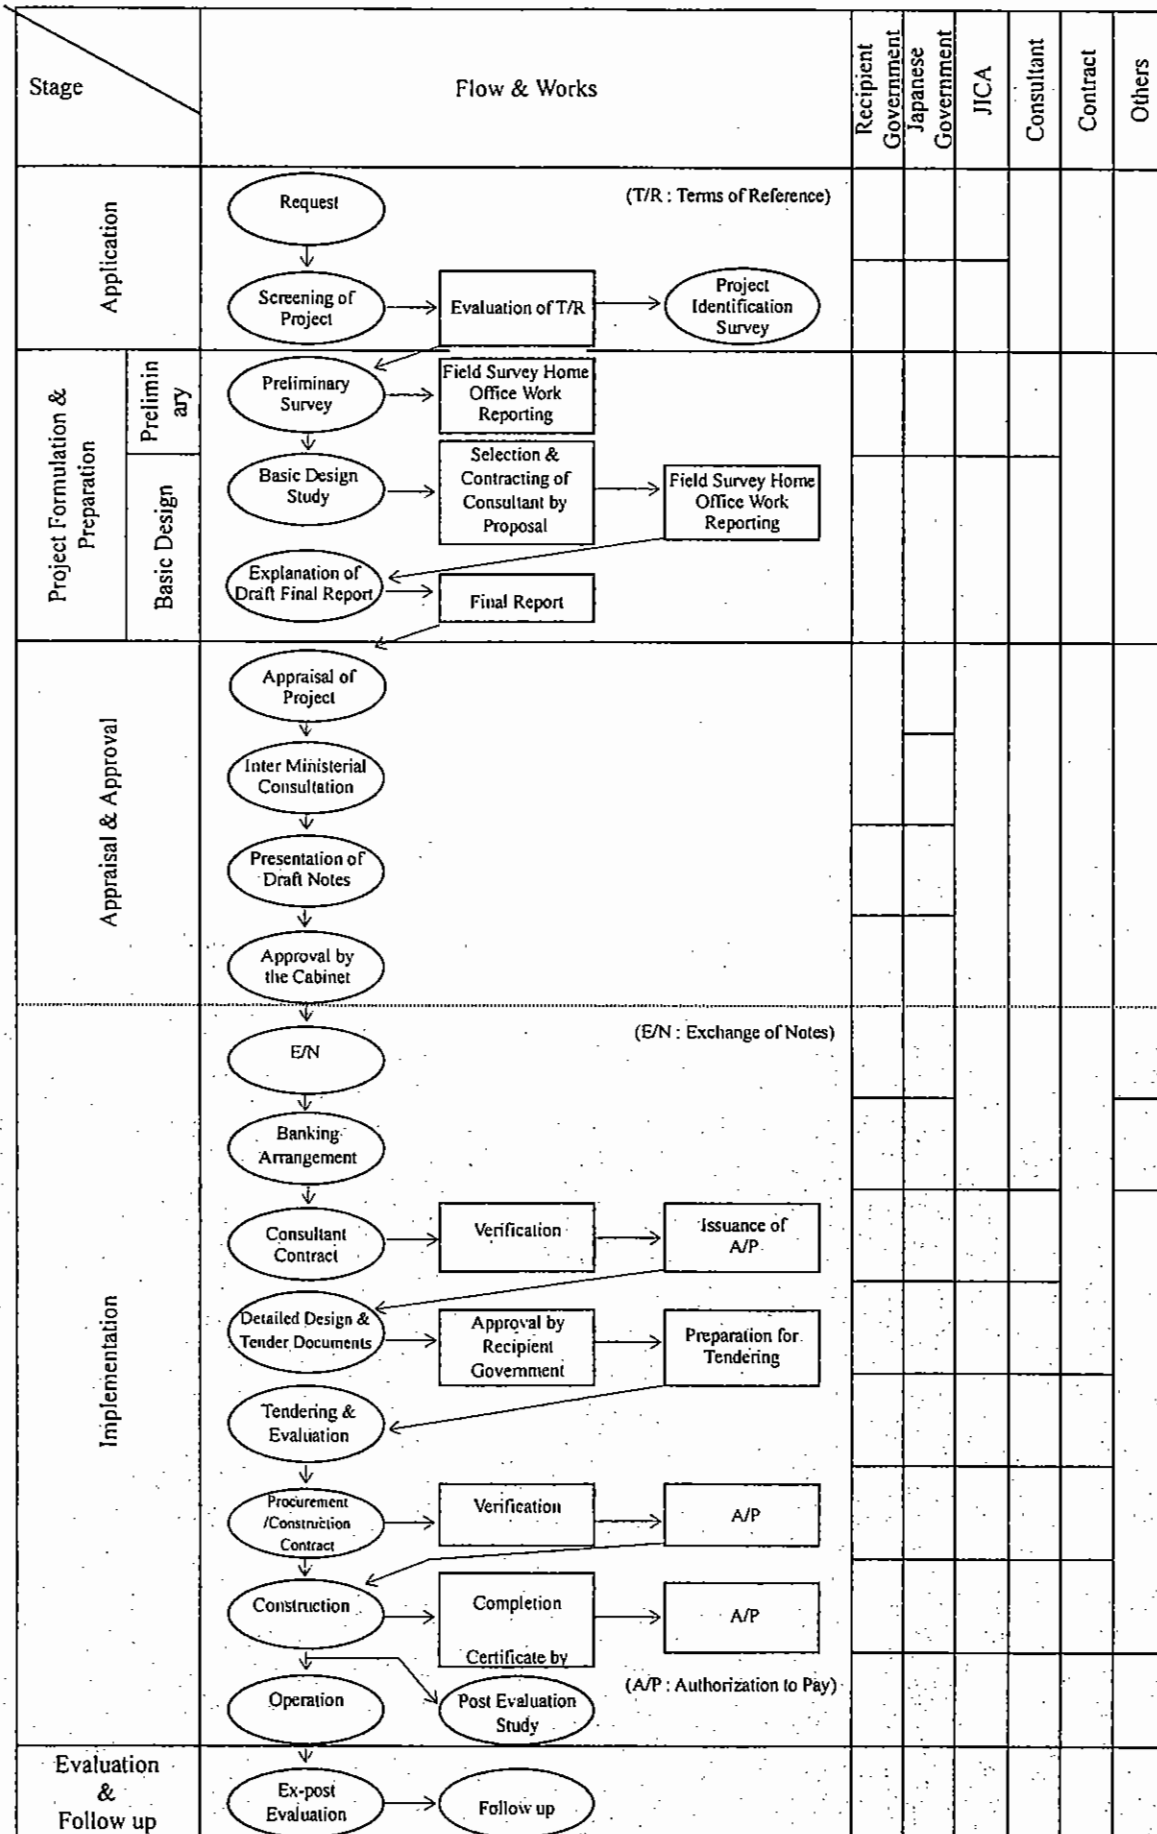 Stage
Flow & Works
Recipient
Government
Japanese
Government
JICA
Consultant
Contract
Others
Application
Request
(T/R : Terms of Reference)
Screening of
Project
Evaluation of T/R
Project
Identification
Survey
Project Formulation &
Preparation
Prelimin
ary
Preliminary
Survey
Field Survey Home
Office Work
Reporting
Basic Design
Basic Design
Study
Selection &
Contracting of
Consultant by
Proposal
Field Survey Home
Office Work
Reporting
Explanation of
Draft Final Report
Final Report
Appraisal & Approval
Appraisal of
Project
Inter Ministerial
Consultation
Presentation of
Draft Notes
Approval by
the Cabinet
Implementation
E/N
(E/N : Exchange of Notes)
Banking
Arrangement
Consultant
Contract
Verification
Issuance of
A/P
Detailed Design &
Tender Documents
Approval by
Recipient
Government
Preparation for
Tendering
Tendering &
Evaluation
Procurement
/Construction
Contract
Verification
A/P
Construction
Completion
Certificate by
A/P
(A/P : Authorization to Pay)
Operation
Post Evaluation
Study
Evaluation
&
Follow up
Ex-post
Evaluation
Follow up